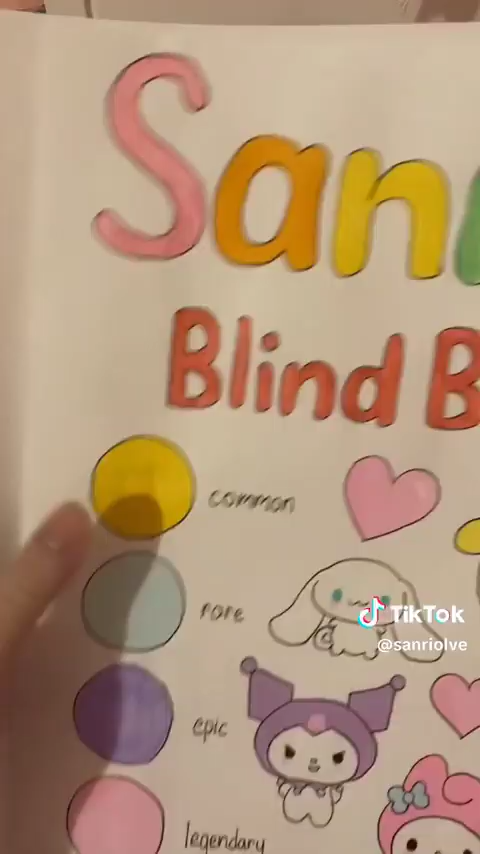 San
Blind B
common
rare
epic
legendary
TikTok
@sanriolve